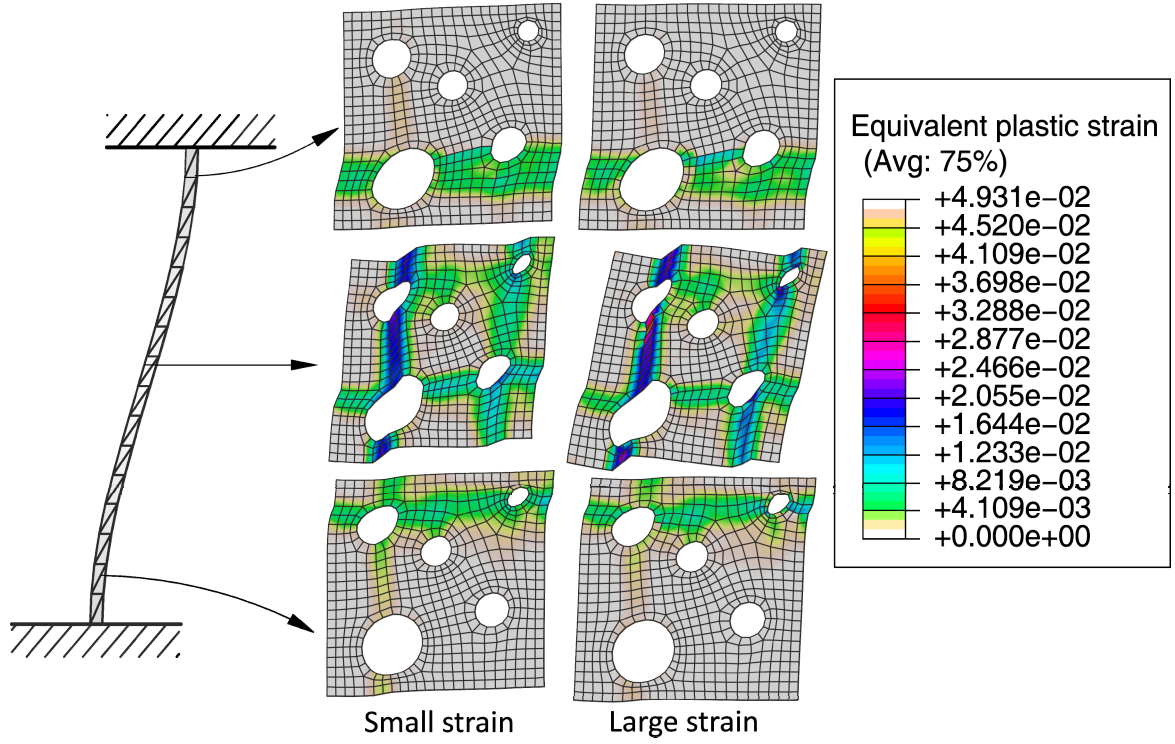 Equivalent plastic strain
(Avg: 75%)
+4.931e−02
+4.520e−02
+4.109e−02
+3.698e−02
+3.288e−02
+2.877e−02
+2.466e−02
+2.055e−02
+1.644e−02
+1.233e−02
+8.219e−03
+4.109e−03
+0.000e+00
Small strain
Large strain